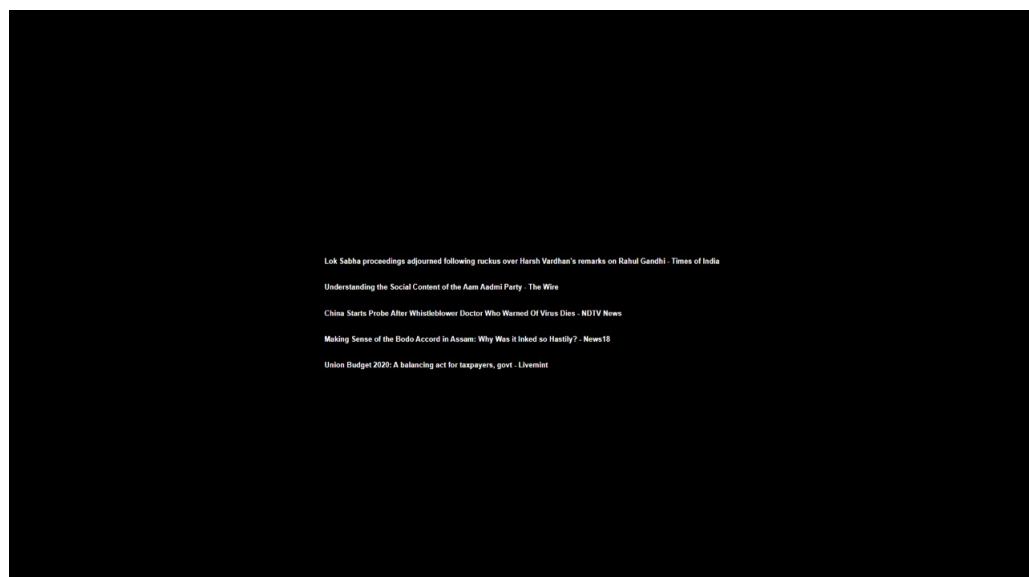 Lok Sabha proceedings adjourned following ruckus over Harsh Vardhan's remarks on Rahul Gandhi - Times of India
Understanding the Social Content of the Aam Aadmi Party - The Wire
China Starts Probe After Whistleblower Doctor Who Warned Of Virus Dies - NDTV News
Making Sense of the Bodo Accord in Assam: Why Was it Inked so Hastily? - News18
Union Budget 2020: A balancing act for taxpayers, govt - Livemint